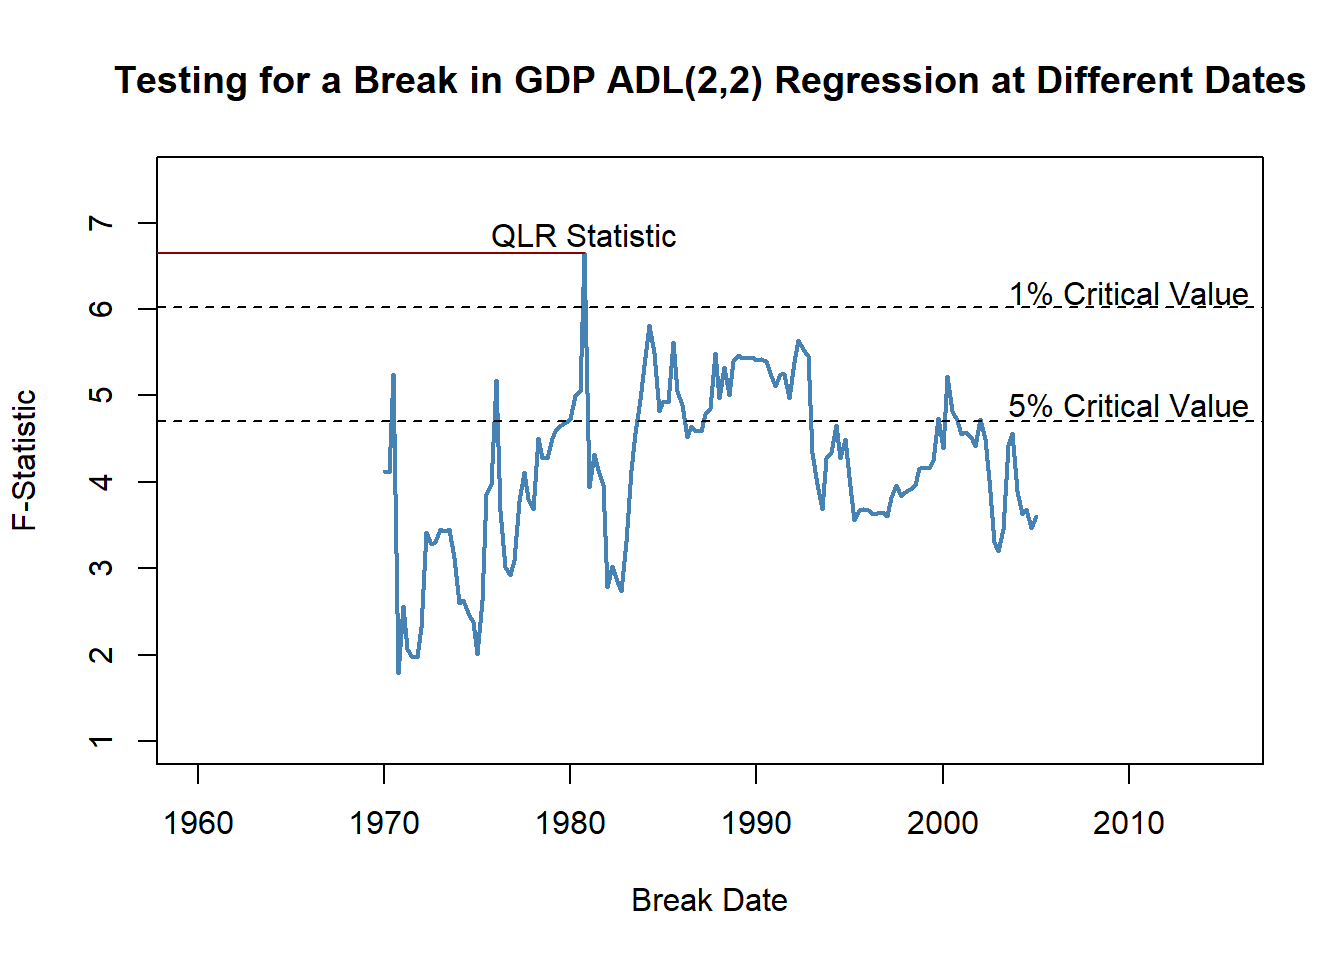 Testing for a Break in GDP ADL(2,2) Regression at Different Dates
7
QLR Statistic
6
1% Critical Value
5
5% Critical Value
4
3
2
1
F-Statistic
1960 1970 1980 1990 2000 2010
Break Date